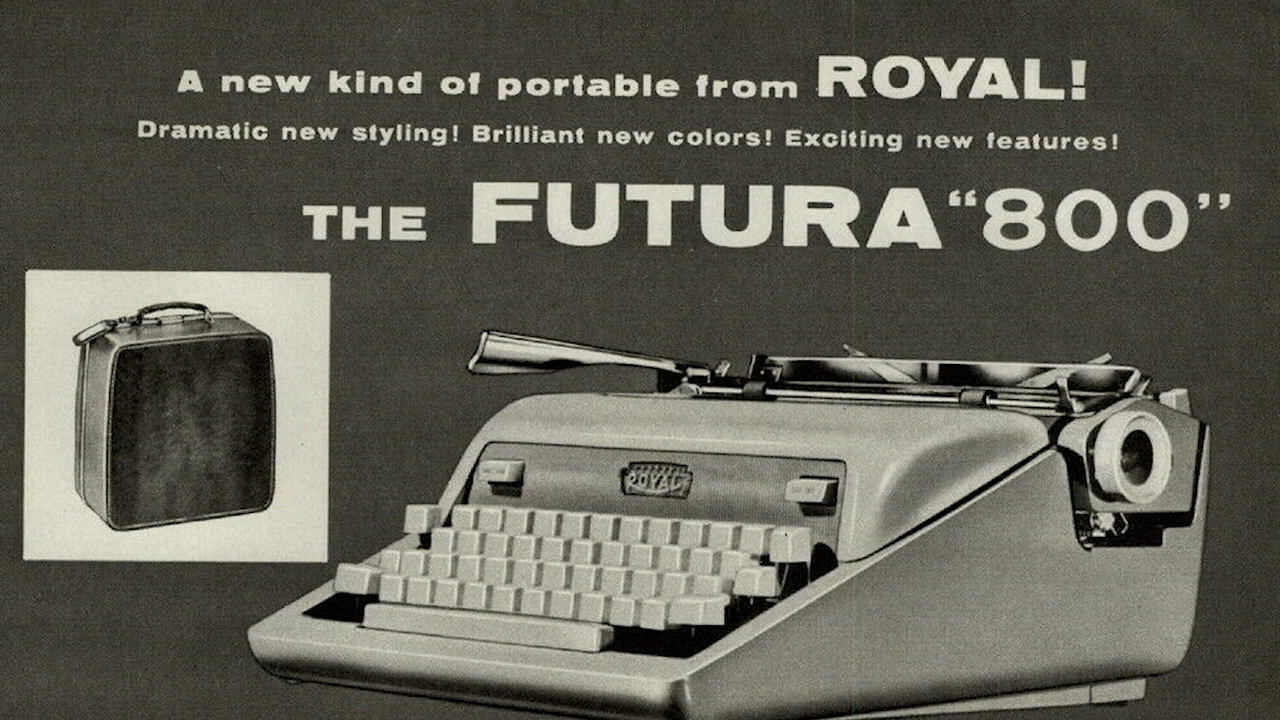 A new kind of portable from ROYAL!
Dramatic new styling! Brilliant new colors! Exciting new features!
THE FUTURA “800”
ROYAL